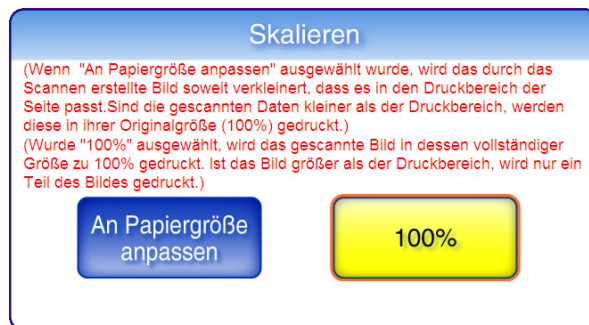 Skalieren
(Wenn  "An Papiergröße anpassen" ausgewählt wurde, wird das durch das
Scannen erstellte Bild soweit verkleinert, dass es in den Druckbereich der
Seite passt.Sind die gescannten Daten kleiner als der Druckbereich, werden
diese in ihrer Originalgröße (100%) gedruckt.)
(Wurde "100%" ausgewählt, wird das gescannte Bild in dessen vollständiger
Größe zu 100% gedruckt. Ist das Bild größer als der Druckbereich, wird nur ein
Teil des Bildes gedruckt.)
An Papiergröße
anpassen
100%